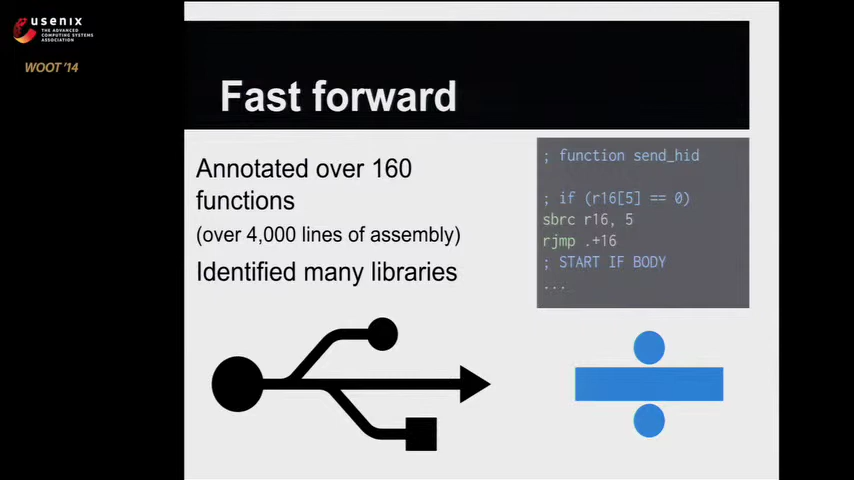 usenix
THE ADVANCED
COMPUTING SYSTEMS
ASSOCIATION
WOOT '14
Fast forward
Annotated over 160
functions
(over 4,000 lines of assembly)
Identified many libraries
; function send_hid
; if (r16[5] == 0)
sbrc r16, 5
rjmp .+16
; START IF BODY
...